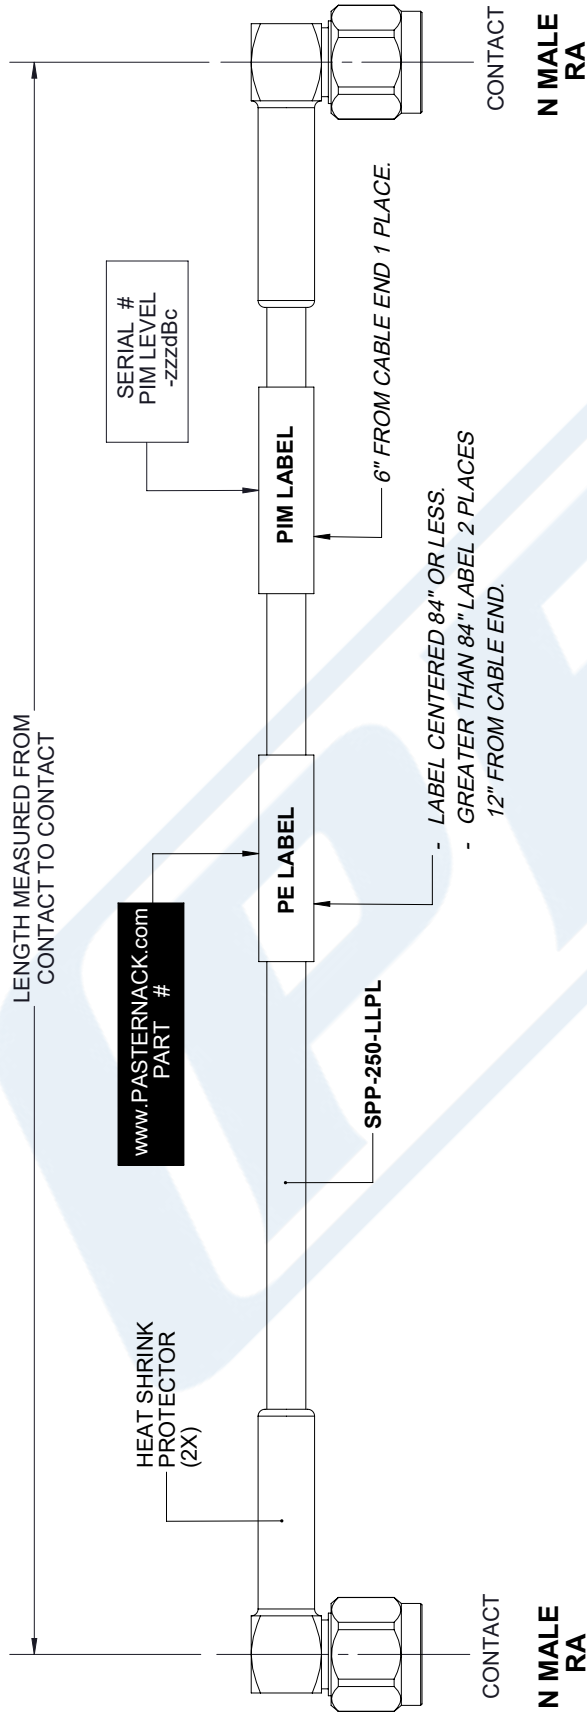 LENGTH MEASURED FROM
CONTACT TO CONTACT
HEAT SHRINK
PROTECTOR
(2X)
www.PASTERNACK.com
PART #
SERIAL #
PIM LEVEL
-zzzdBc
PE LABEL
PIM LABEL
SPP-250-LLPL
6" FROM CABLE END 1 PLACE.
- LABEL CENTERED 84" OR LESS.
- GREATER THAN 84" LABEL 2 PLACES
12" FROM CABLE END.
CONTACT
N MALE
RA
CONTACT
N MALE
RA